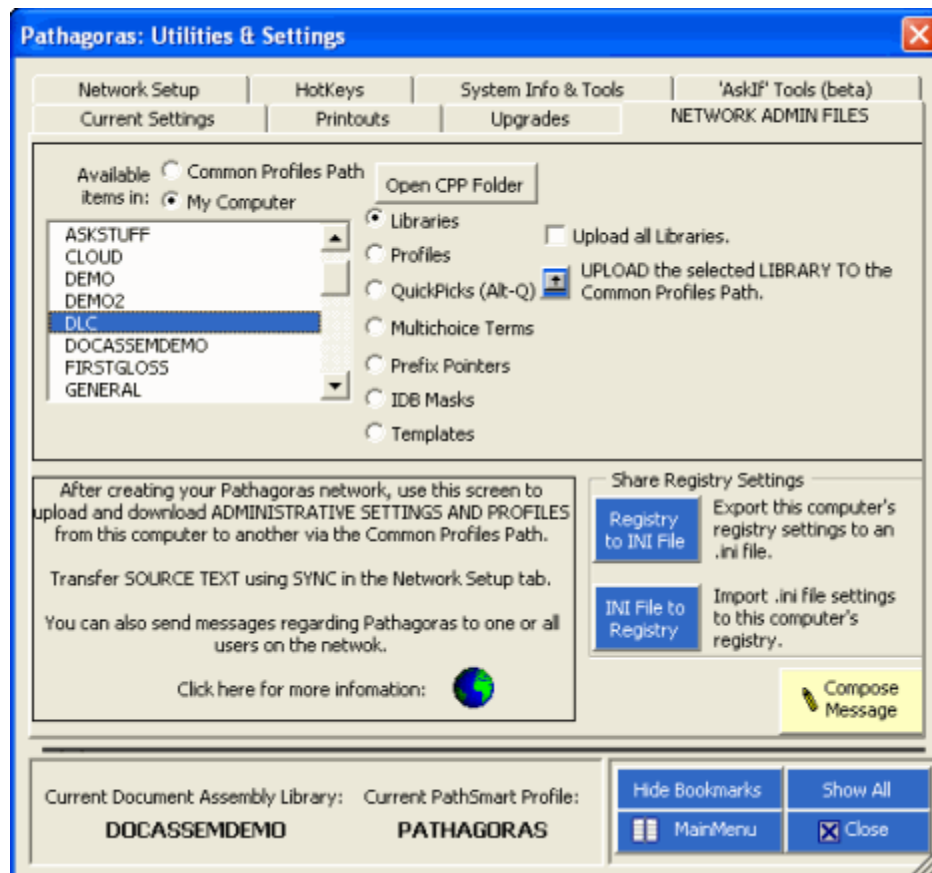 Pathagoras: Utilities & Settings
Network Setup
HotKeys
System Info & Tools
'AskIf' Tools (beta)
Current Settings
Printouts
Upgrades
NETWORK ADMIN FILES
Available
items in:
Common Profiles Path
My Computer
Open CPP Folder
ASKSTUFF
CLOUD
DEMO
DEMO2
DLC
DOCASSEMDEMO
FIRSTGLOSS
GENERAL
Libraries
Profiles
QuickPicks (Alt-Q)
Multichoice Terms
Prefix Pointers
IDB Masks
Templates
Upload all Libraries.
UPLOAD the selected LIBRARY TO the
Common Profiles Path.
After creating your Pathagoras network, use this screen to
upload and download ADMINISTRATIVE SETTINGS AND PROFILES
from this computer to another via the Common Profiles Path.
Transfer SOURCE TEXT using SYNC in the Network Setup tab.
You can also send messages regarding Pathagoras to one or all
users on the netwok.
Click here for more infomation:
Share Registry Settings
Registry
to INI File
Export this computer's
registry settings to an
.ini file.
INI File to
Registry
Import .ini file settings
to this computer's
registry.
Compose
Message
Current Document Assembly Library:
DOCASSEMDEMO
Current PathSmart Profile:
PATHAGORAS
Hide Bookmarks
Show All
MainMenu
Close